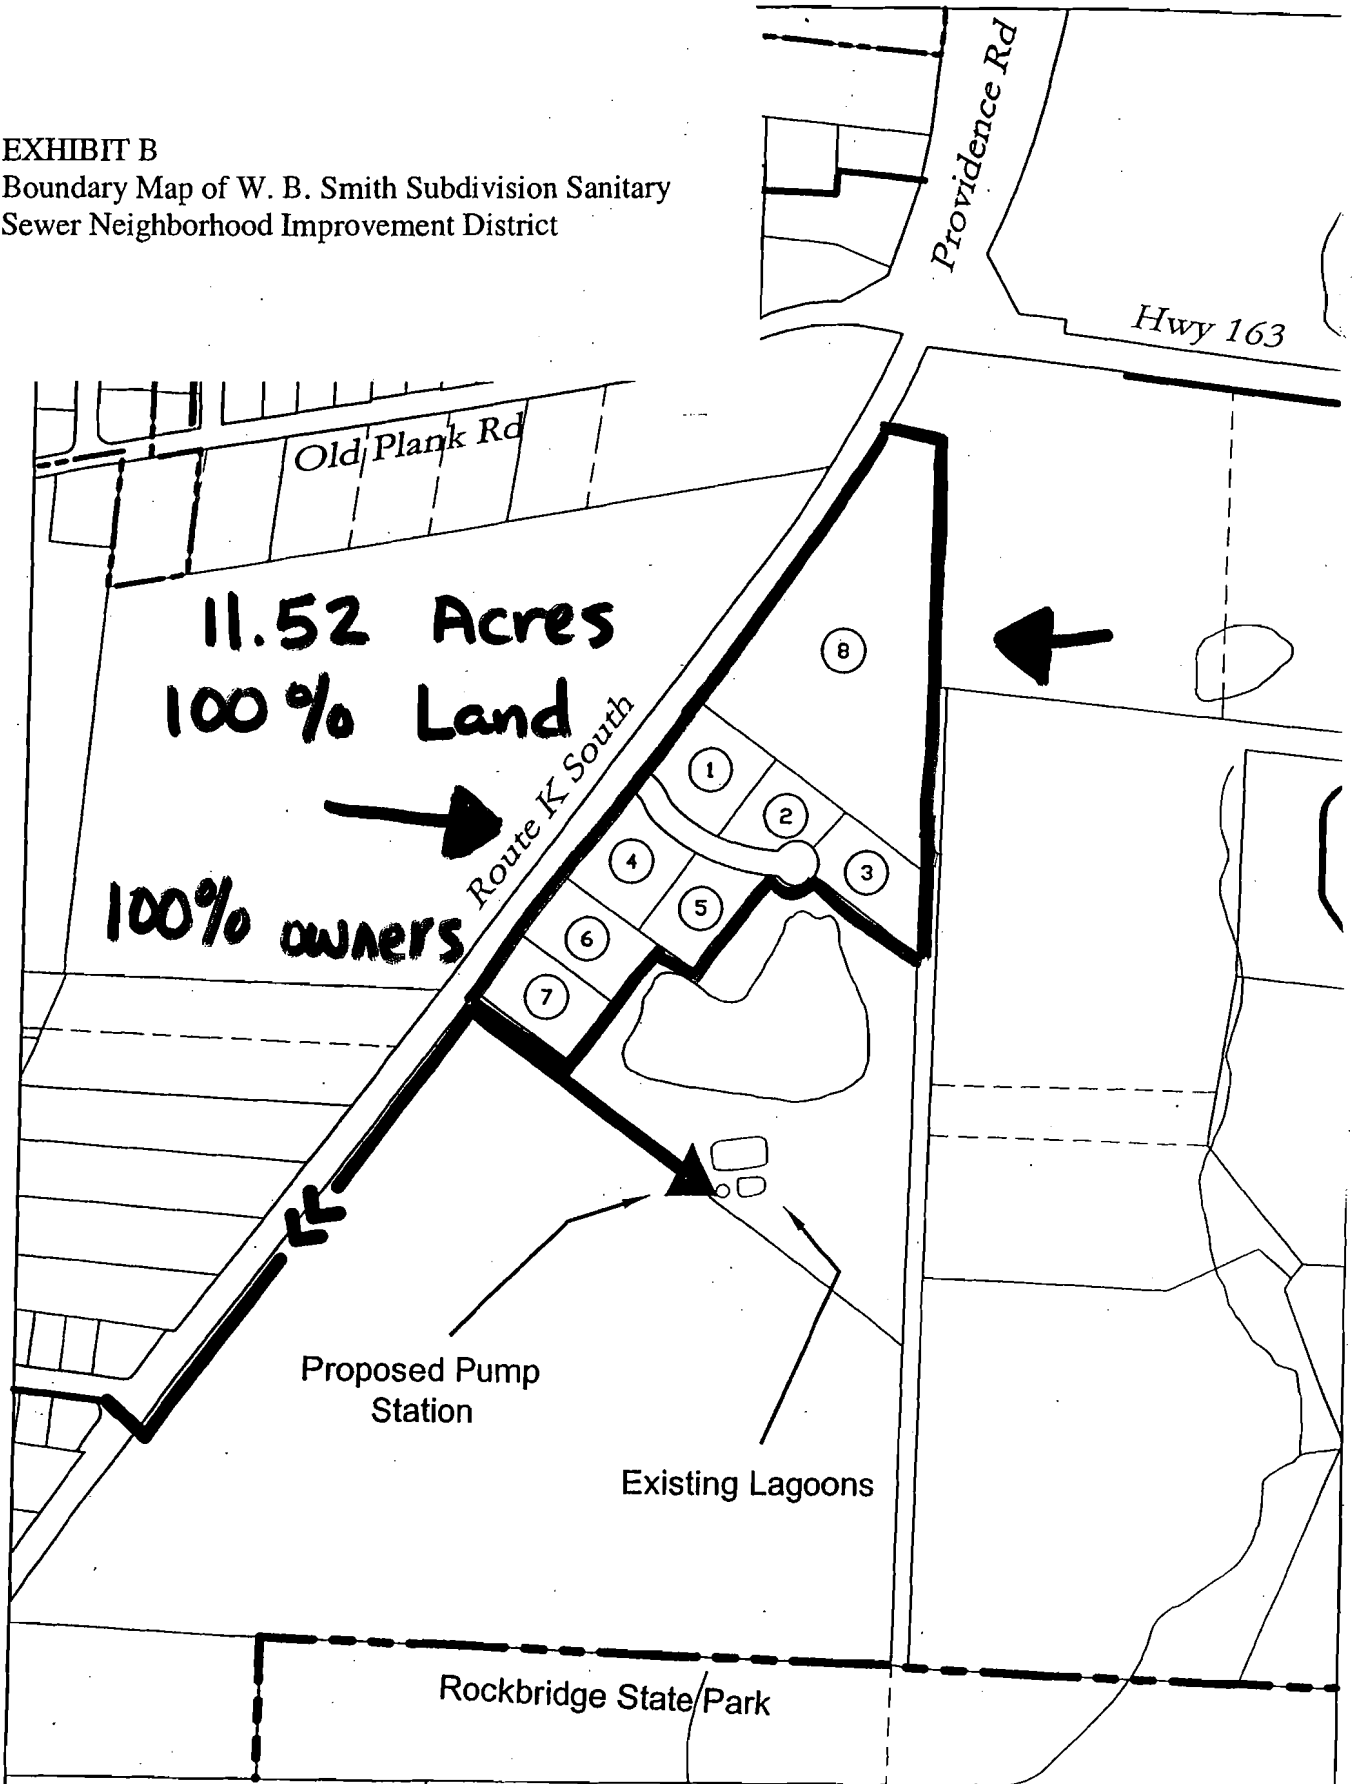 EXHIBIT B
Boundary Map of W. B. Smith Subdivision Sanitary
Sewer Neighborhood Improvement District
Providence Rd
Hwy 163
Old Plank Rd
11.52 Acres
100% Land
Route K South
100% owners
8
1
2
3
4
5
6
7
Proposed Pump
Station
Existing Lagoons
Rockbridge State Park